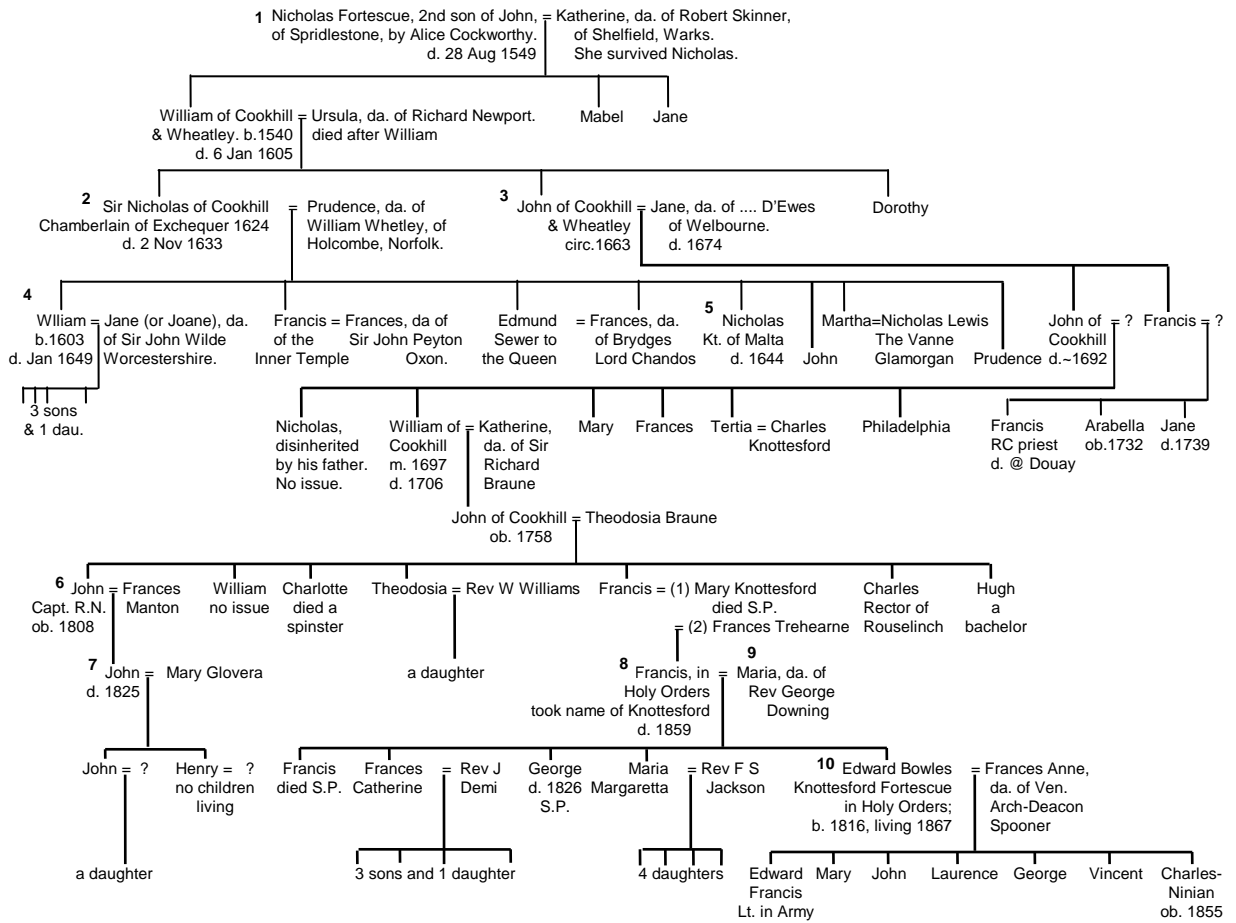 1 Nicholas Fortescue, 2nd son of John, = Katherine, da. of Robert Skinner,
of Spridlestone, by Alice Cockworthy. of Shelfield, Warks.
d. 28 Aug 1549 She survived Nicholas.
William of Cookhill = Ursula, da. of Richard Newport. Mabel Jane
& Wheatley. b.1540 died after William
d. 6 Jan 1605
2 Sir Nicholas of Cookhill = Prudence, da. of 3 John of Cookhill = Jane, da. of .... D'Ewes Dorothy
Chamberlain of Exchequer 1624 William Whetley, of & Wheatley of Welbourne.
d. 2 Nov 1633 Holcombe, Norfolk. circ.1663 d. 1674
4 Wlliam = Jane (or Joane), da. Francis = Frances, da of Edmund = Frances, da. 5 Nicholas Martha=Nicholas Lewis John of = ? Francis = ?
b.1603 of Sir John Wilde of the Sir John Peyton Sewer to of Brydges Kt. of Malta The Vanne Cookhill
d. Jan 1649 Worcestershire. Inner Temple Oxon. the Queen Lord Chandos d. 1644 John Glamorgan Prudence d.~1692
3 sons
& 1 dau.
Nicholas, William of = Katherine, Mary Frances Tertia = Charles Philadelphia Francis Arabella Jane
disinherited Cookhill da. of Sir Knottesford RC priest ob.1732 d.1739
by his father. m. 1697 Richard d. @ Douay
No issue. d. 1706 Braune
John of Cookhill = Theodosia Braune
ob. 1758
6 John = Frances William Charlotte Theodosia = Rev W Williams Francis = (1) Mary Knottesford Charles Hugh
Capt. R.N. Manton no issue died a died S.P. Rector of a
ob. 1808 spinster = (2) Frances Trehearne Rouselinch bachelor
7 John = Mary Glovera a daughter 8 Francis, in = 9 Maria, da. of
d. 1825 Holy Orders Rev George
took name of Knottesford Downing
d. 1859
John = ? Henry = ? Francis Frances = Rev J George Maria = Rev F S 10 Edward Bowles = Frances Anne,
no children died S.P. Catherine Demi d. 1826 Margaretta Jackson Knottesford Fortescue da. of Ven.
living S.P. in Holy Orders; Arch-Deacon
b. 1816, living 1867 Spooner
a daughter 3 sons and 1 daughter 4 daughters Edward Mary John Laurence George Vincent Charles-
Francis Ninian
Lt. in Army ob. 1855